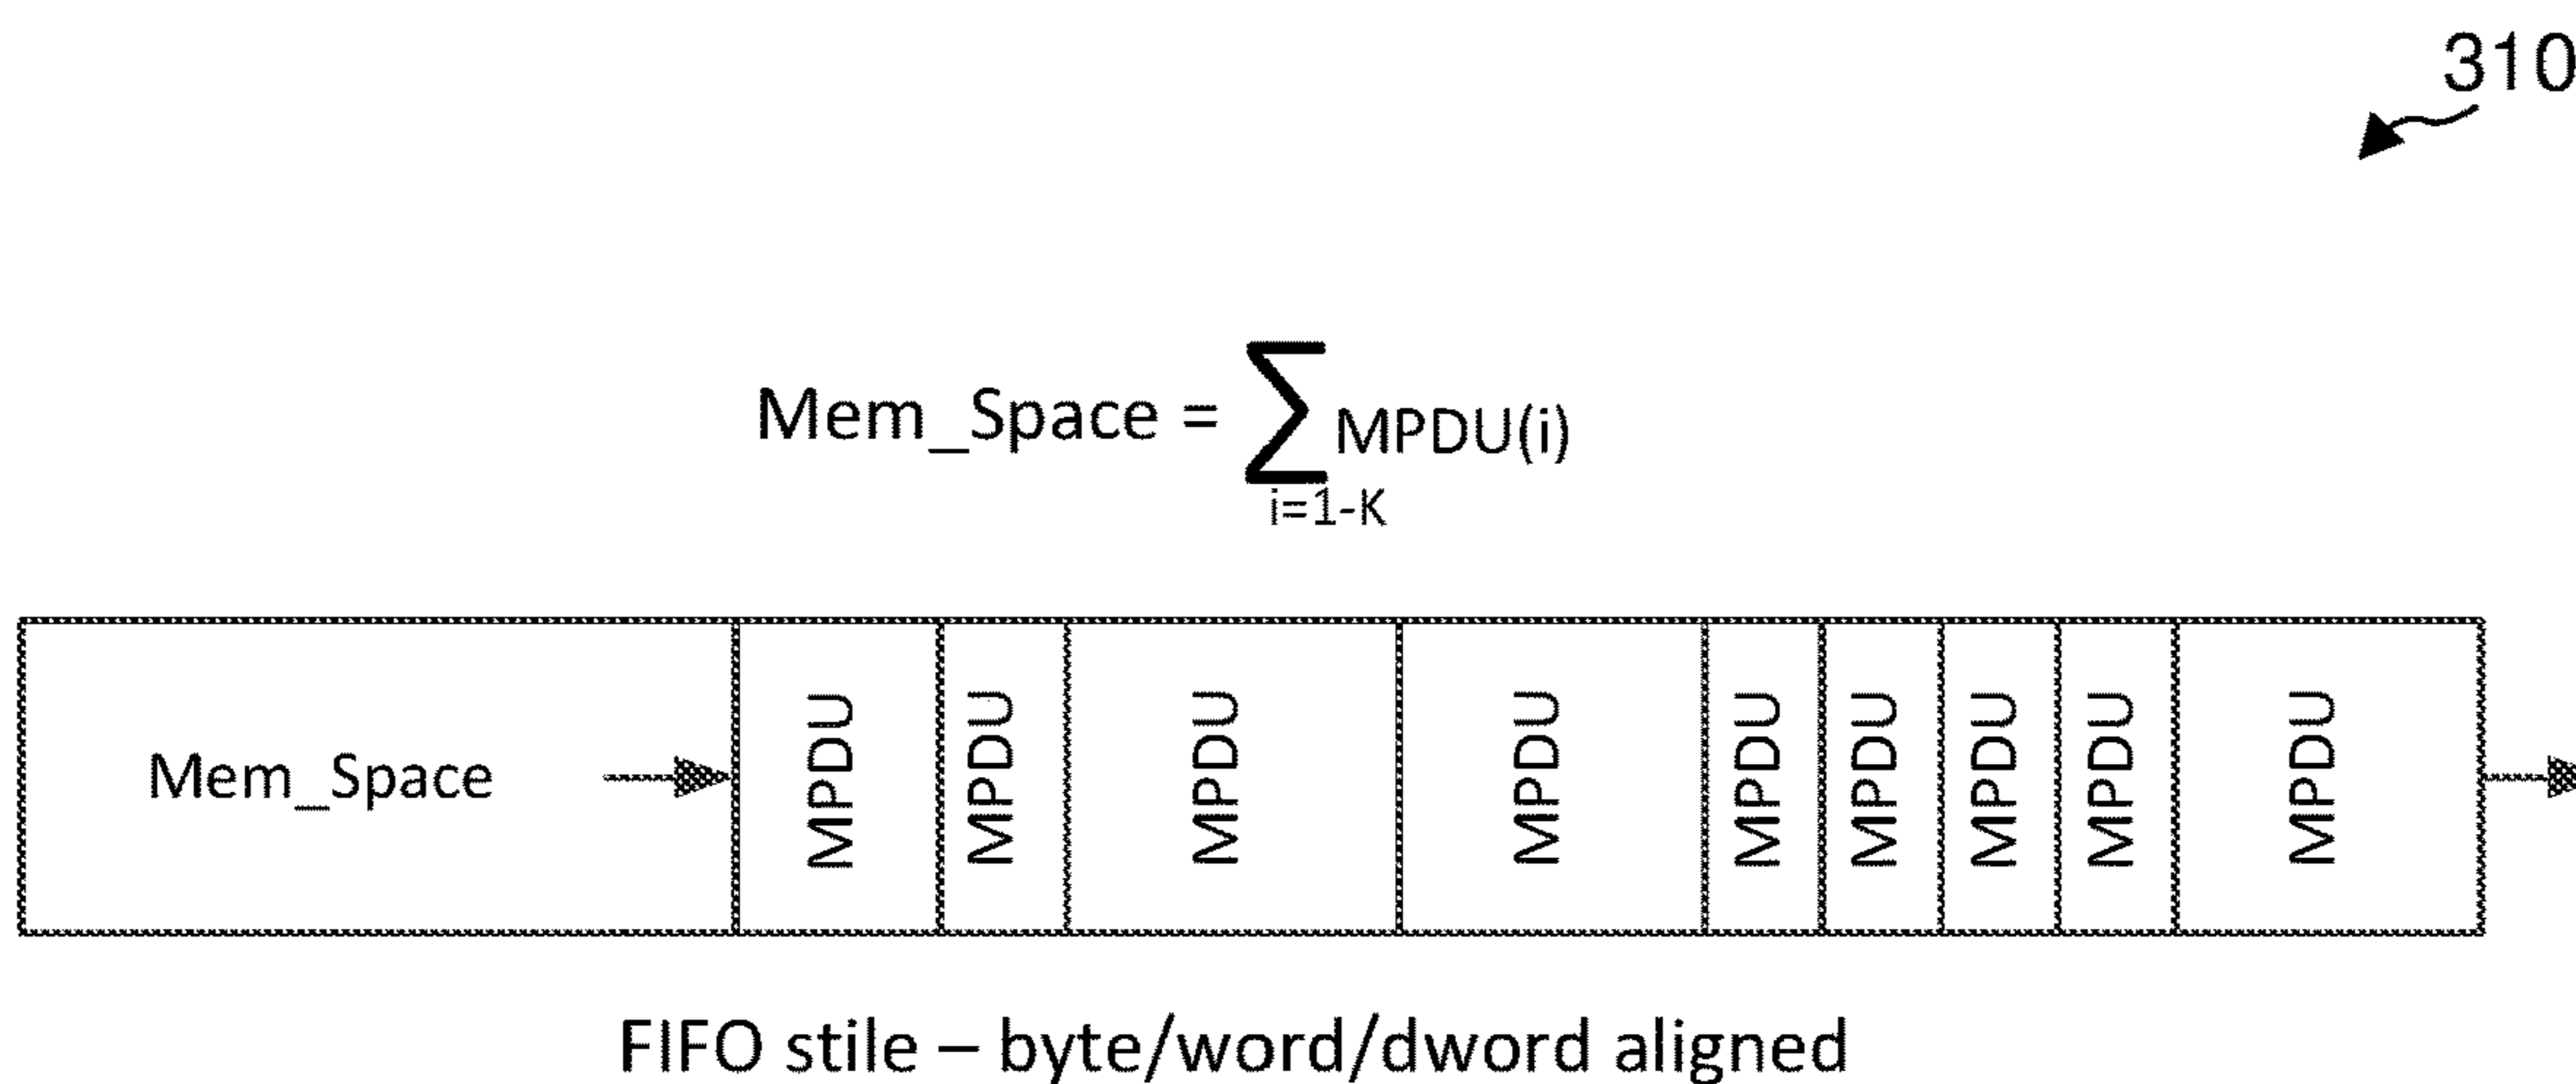 310
Mem_Space = ∑ MPDU(i)
i=1-K
Mem_Space
MPDU
MPDU
MPDU
MPDU
MPDU
MPDU
MPDU
MPDU
MPDU
FIFO stile – byte/word/dword aligned